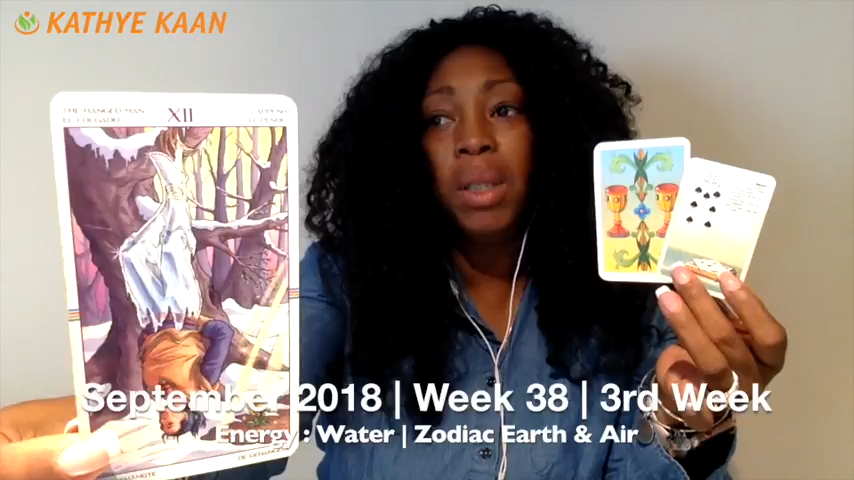 KATHYE KAAN
THE HANGED MAN
XII
EL COLGADO
September 2018 | Week 38 | 3rd Week
Energy : Water | Zodiac Earth & Air